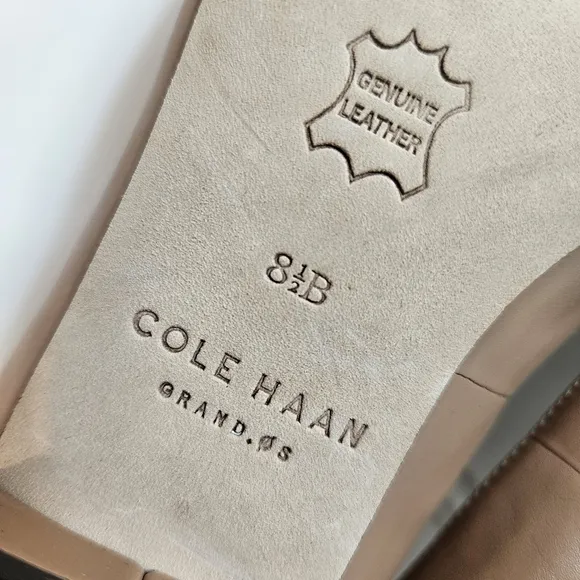 GENUINE
LEATHER
8½B
COLE HAAN
GRAND.ØS